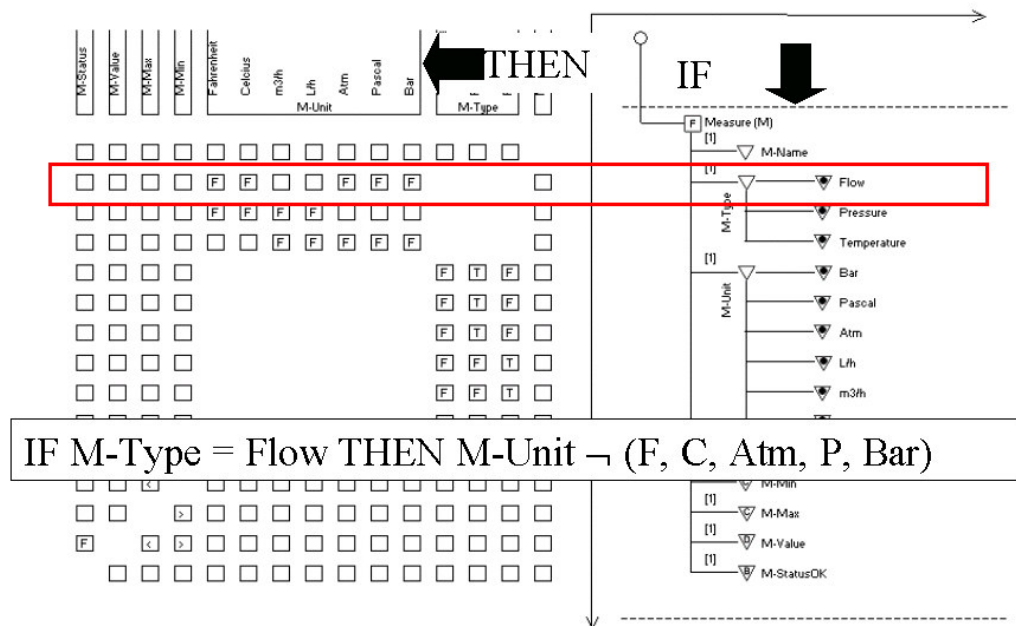 M-Status
M-Value
M-Max
M-Min
Fahrenheit
Celcius
m3/h
L/h
Atm
Pascal
Bar
M-Unit
M-Type
THEN
IF
F Measure (M)
[1]
M-Name
[1]
F F F F F
Flow
M-Type
F F F F
Pressure
F F F F F
Temperature
[1]
F T F
Bar
M-Unit
F T F
Pascal
F T F
Atm
F F T
L/h
F F T
m3/h
IF M-Type = Flow THEN M-Unit ¬ (F, C, Atm, P, Bar)
<
M-Min
[1]
>
C M-Max
[1]
F < >
D M-Value
[1]
B M-StatusOK